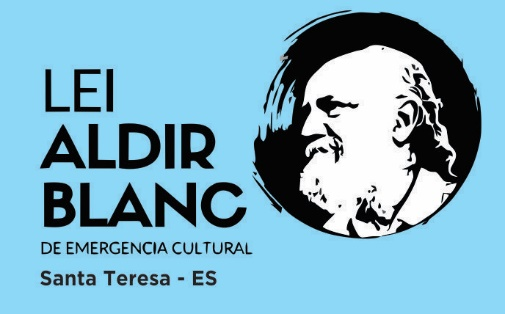 LEI
ALDIR
BLANC
DE EMERGENCIA CULTURAL
Santa Teresa - ES